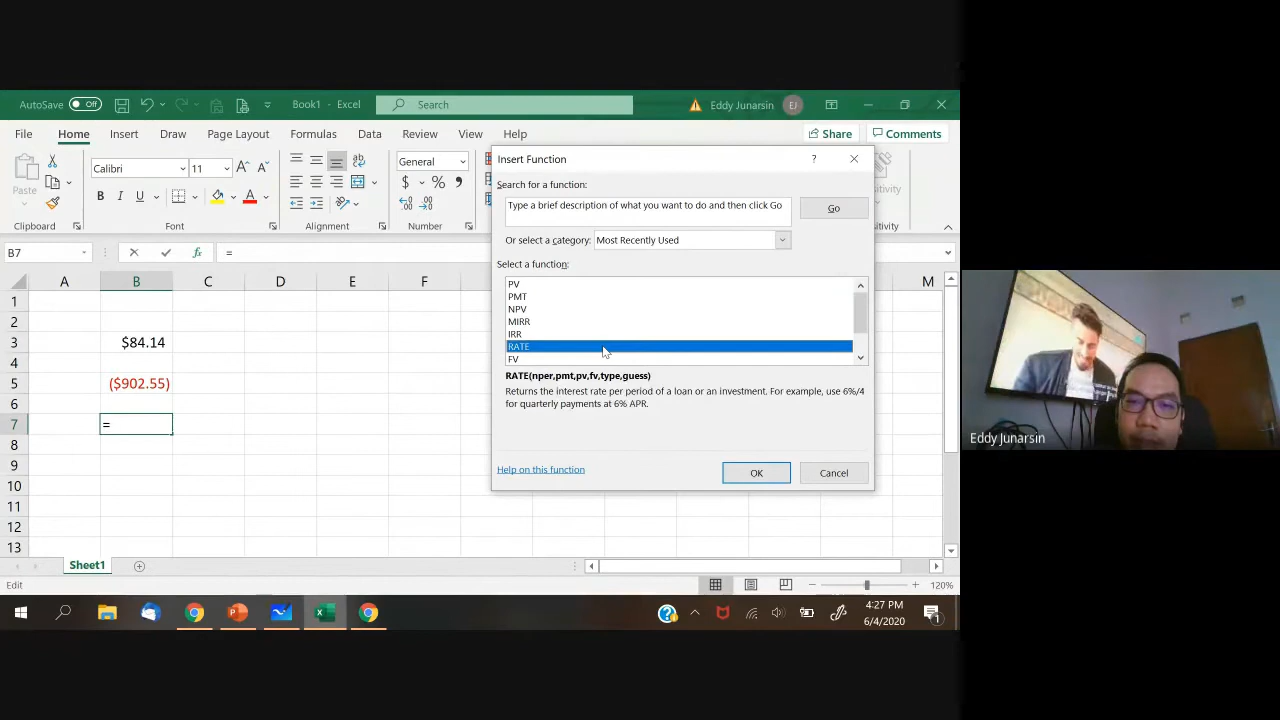 AutoSave Off Book1 - Excel Search Eddy Junarsin EJ
File Home Insert Draw Page Layout Formulas Data Review View Help Share Comments
Paste Calibri 11 A A ab General
B I U A $ % 9
Clipboard Font Alignment Number
B7 fx =
A B C D E F M
1
2
3 $84.14
4
5 ($902.55)
6
7 =
8
9
10
11
12
13
Insert Function ?
Search for a function:
Type a brief description of what you want to do and then click Go
Go
Or select a category: Most Recently Used
Select a function:
PV
PMT
NPV
MIRR
IRR
RATE
FV
RATE(nper,pmt,pv,fv,type,guess)
Returns the interest rate per period of a loan or an investment. For example, use 6%/4
for quarterly payments at 6% APR.
Help on this function OK Cancel
Sheet1
Edit 120%
4:27 PM
6/4/2020
1
Eddy Junarsin